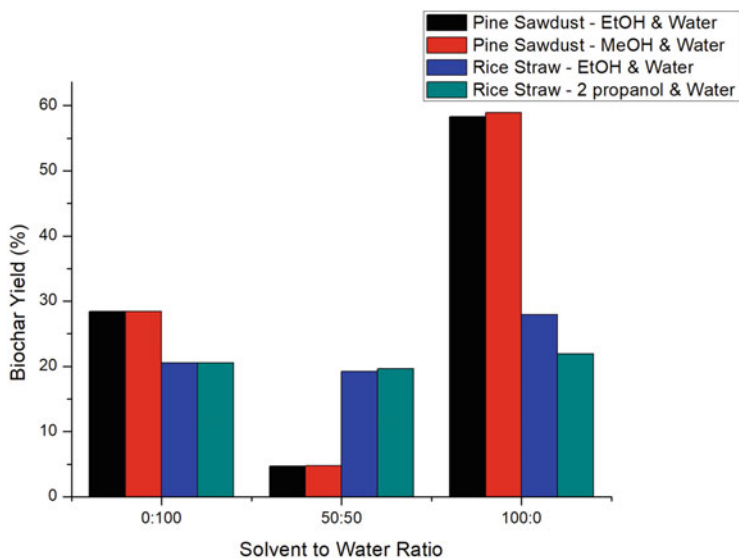 Pine Sawdust - EtOH & Water
Pine Sawdust - MeOH & Water
Rice Straw - EtOH & Water
Rice Straw - 2 propanol & Water
60
50
40
30
20
10
0
Biochar Yield (%)
0:100
50:50
100:0
Solvent to Water Ratio